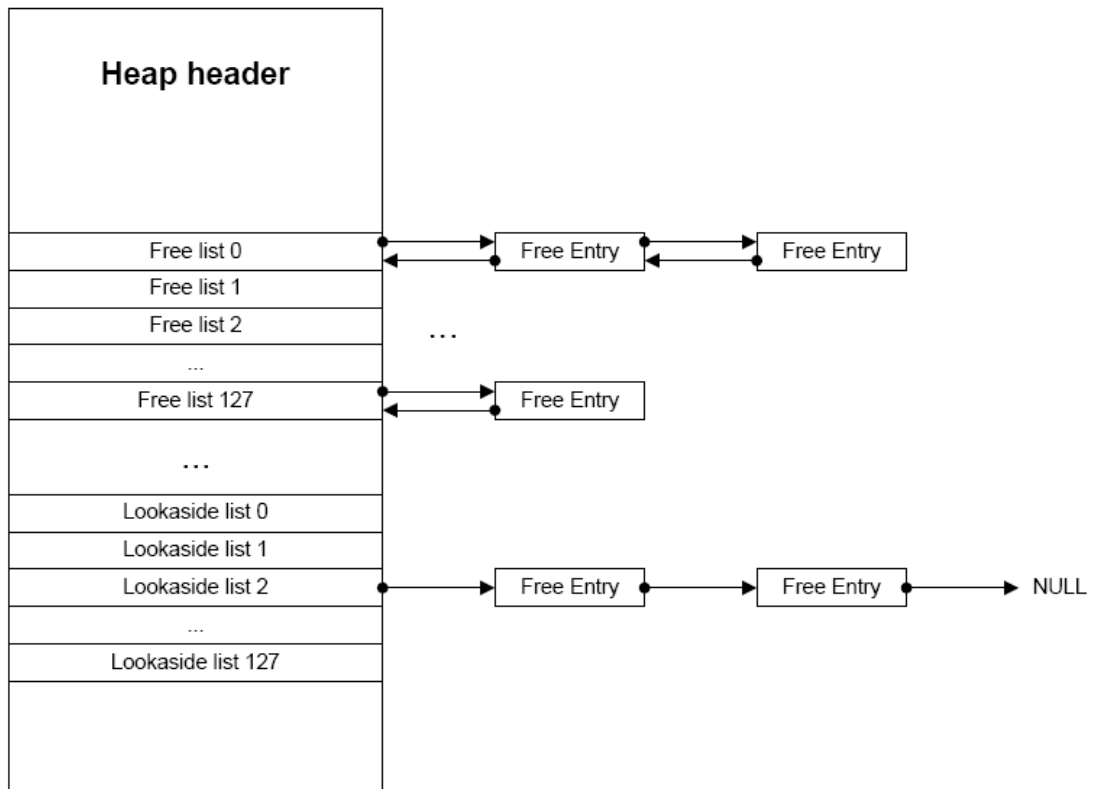 Heap header
Free list 0
Free Entry
Free Entry
Free list 1
Free list 2
...
...
Free list 127
Free Entry
...
Lookaside list 0
Lookaside list 1
Lookaside list 2
Free Entry
Free Entry
NULL
...
Lookaside list 127